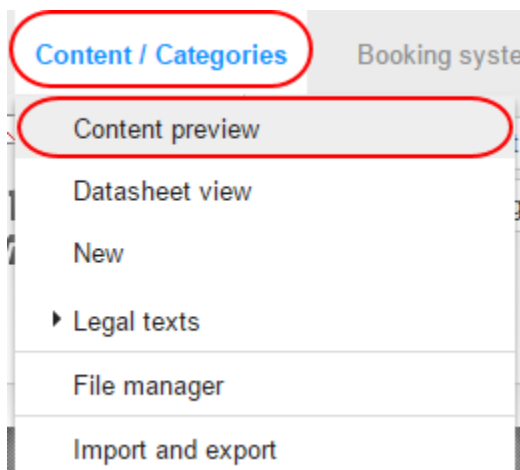 Content / Categories
Booking syste
Content preview
Datasheet view
New
Legal texts
File manager
Import and export